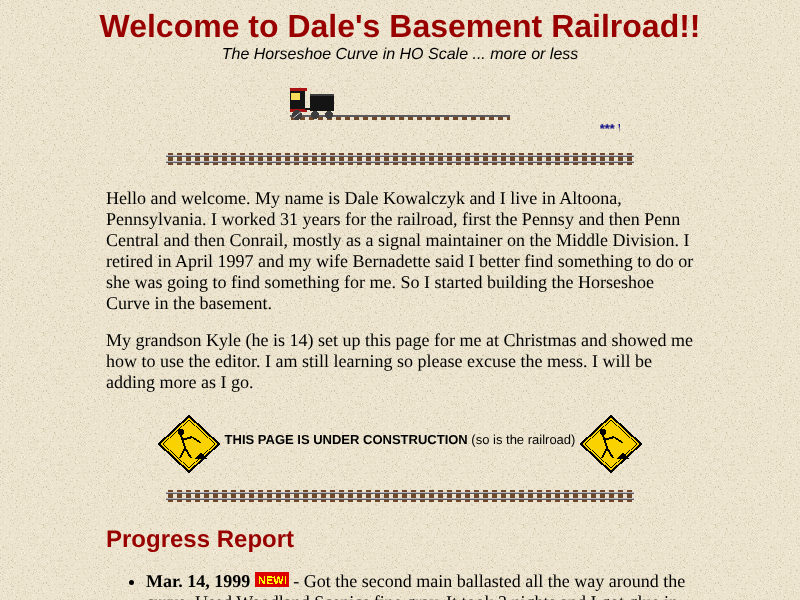 Welcome to Dale's Basement Railroad!!
The Horseshoe Curve in HO Scale ... more or less
***
Hello and welcome. My name is Dale Kowalczyk and I live in Altoona,
Pennsylvania. I worked 31 years for the railroad, first the Pennsy and then Penn
Central and then Conrail, mostly as a signal maintainer on the Middle Division. I
retired in April 1997 and my wife Bernadette said I better find something to do or
she was going to find something for me. So I started building the Horseshoe
Curve in the basement.
My grandson Kyle (he is 14) set up this page for me at Christmas and showed me
how to use the editor. I am still learning so please excuse the mess. I will be
adding more as I go.
THIS PAGE IS UNDER CONSTRUCTION (so is the railroad)
Progress Report
• Mar. 14, 1999 NEW! - Got the second main ballasted all the way around the